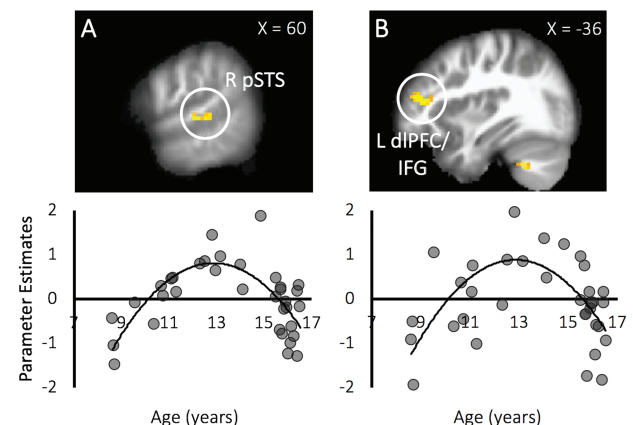 A
X = 60
R pSTS
B
X = -36
L dlPFC/
IFG
Parameter Estimates
2
1
0
-1
-2
7 9 11 13 15 17
Age (years)
2
1
0
-1
-2
7 9 11 13 15 17
Age (years)